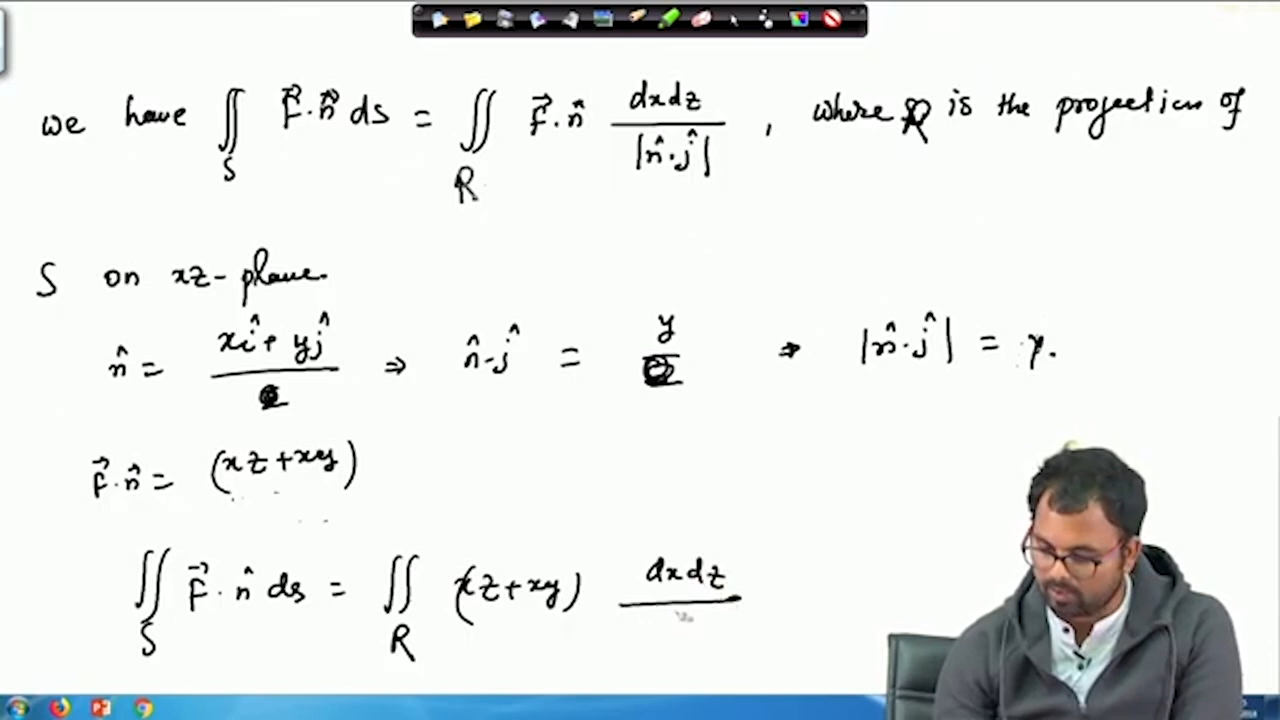 we have ∬_S F⃗·n̂ ds = ∬_R F⃗·n̂ dxdz / |n̂·ĵ| , where R is the projection of
S on xz-plane.
n̂ = (xî + yĵ) / ⇒ n̂·ĵ = y / ⇒ |n̂·ĵ| = y.
F⃗·n̂ = (xz+xy)
∬_S F⃗·n̂ ds = ∬_R (xz+xy) dxdz /